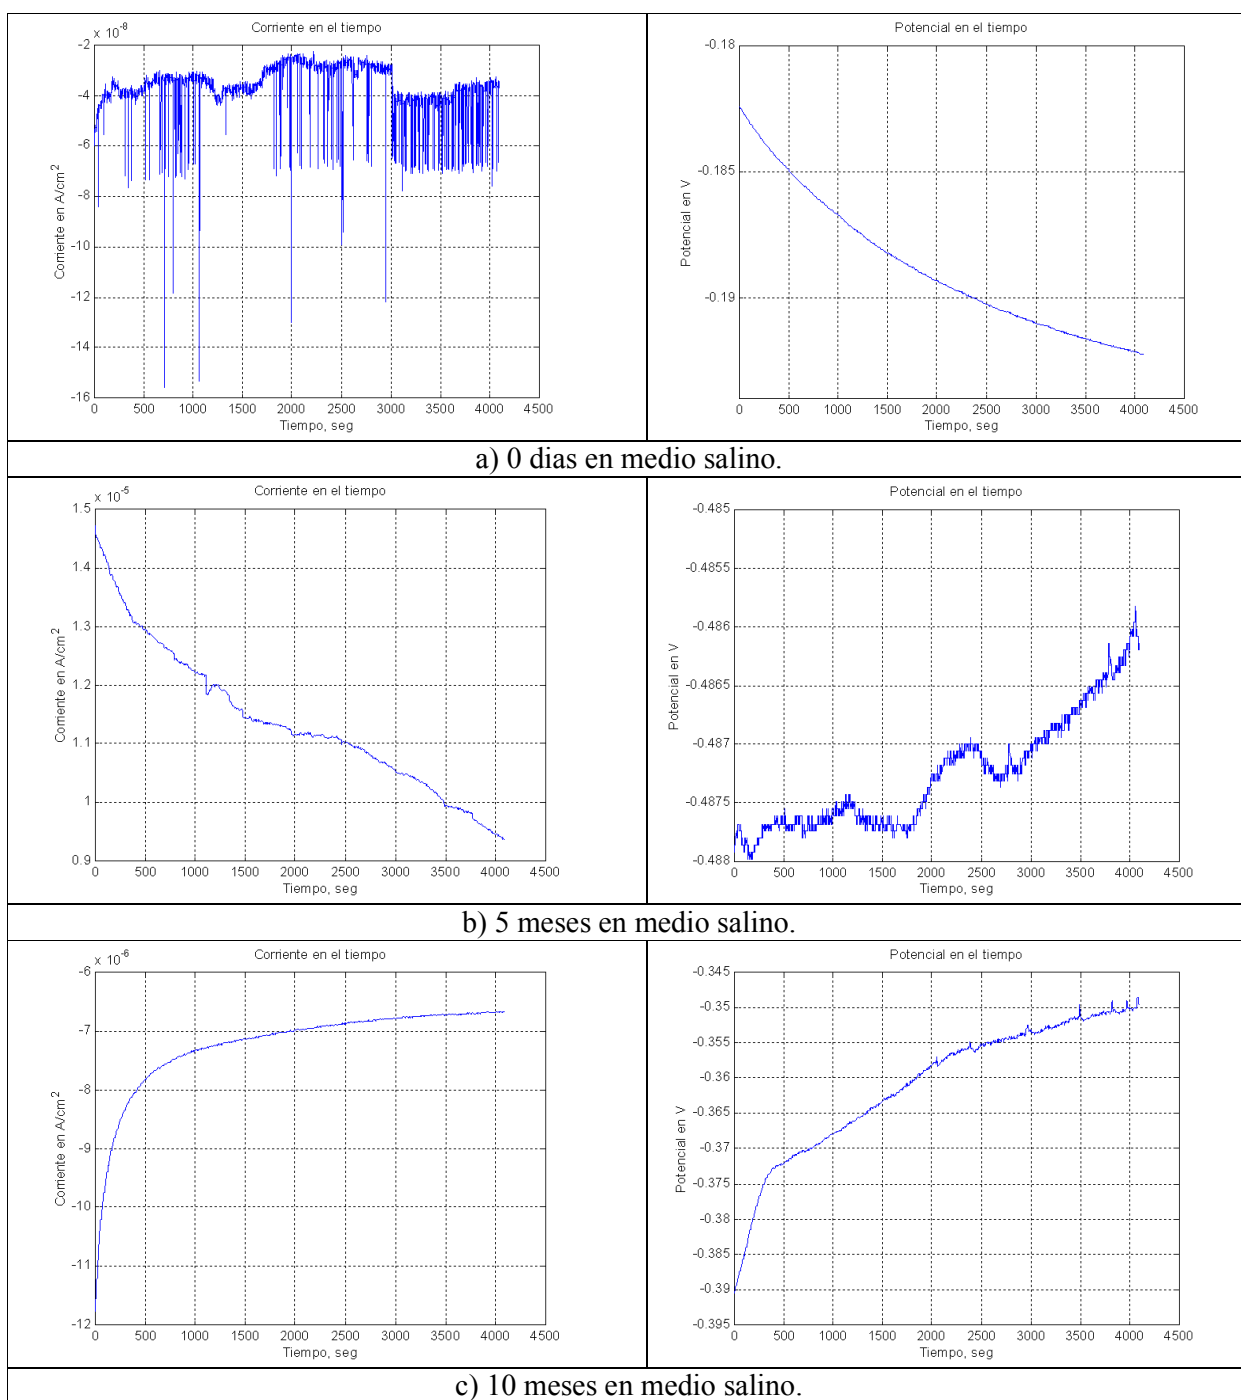 Corriente en el tiempo
x 10^-8
-2
-4
-6
-8
-10
-12
-14
-16
Corriente en A/cm^2
0 500 1000 1500 2000 2500 3000 3500 4000 4500
Tiempo, seg
Potencial en el tiempo
-0.18
-0.185
-0.19
Potencial en V
0 500 1000 1500 2000 2500 3000 3500 4000 4500
Tiempo, seg
a) 0 dias en medio salino.
Corriente en el tiempo
x 10^-5
1.5
1.4
1.3
1.2
1.1
1
0.9
Corriente en A/cm^2
0 500 1000 1500 2000 2500 3000 3500 4000 4500
Tiempo, seg
Potencial en el tiempo
-0.485
-0.4855
-0.486
-0.4865
-0.487
-0.4875
-0.488
Potencial en V
0 500 1000 1500 2000 2500 3000 3500 4000 4500
Tiempo, seg
b) 5 meses en medio salino.
Corriente en el tiempo
x 10^-6
-6
-7
-8
-9
-10
-11
-12
Corriente en A/cm^2
0 500 1000 1500 2000 2500 3000 3500 4000 4500
Tiempo, seg
Potencial en el tiempo
-0.345
-0.35
-0.355
-0.36
-0.365
-0.37
-0.375
-0.38
-0.385
-0.39
-0.395
Potencial en V
0 500 1000 1500 2000 2500 3000 3500 4000 4500
Tiempo, seg
c) 10 meses en medio salino.